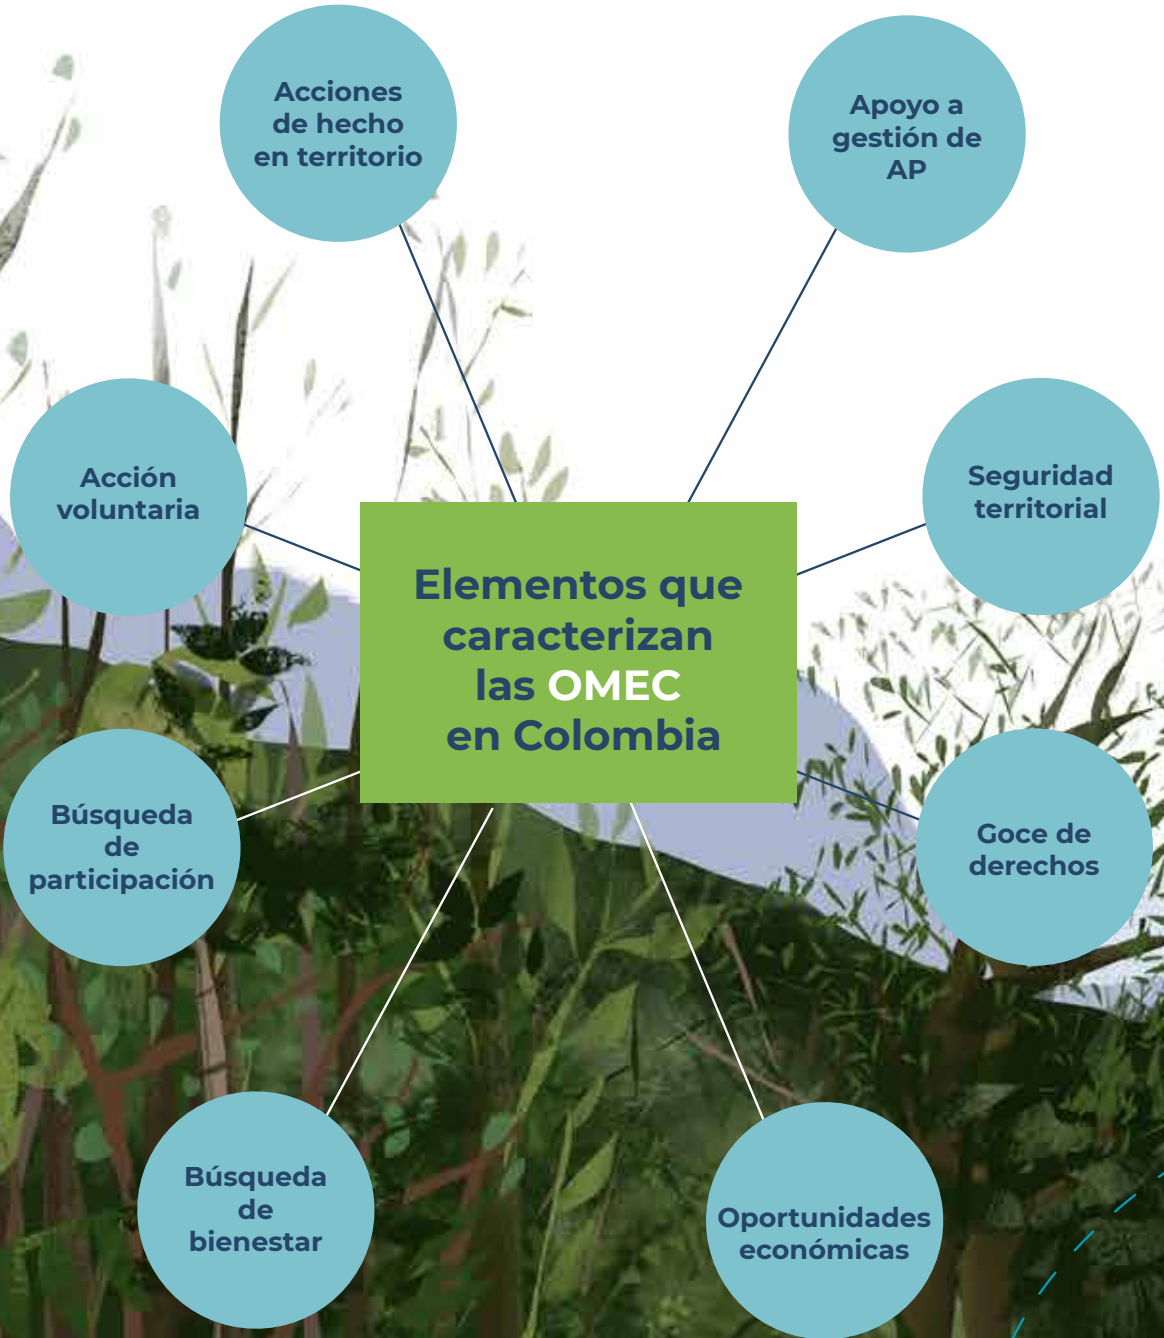 Acciones
de hecho
en territorio
Apoyo a
gestión de
AP
Acción
voluntaria
Seguridad
territorial
Elementos que
caracterizan
las OMEC
en Colombia
Búsqueda
de
participación
Goce de
derechos
Búsqueda
de
bienestar
Oportunidades
económicas